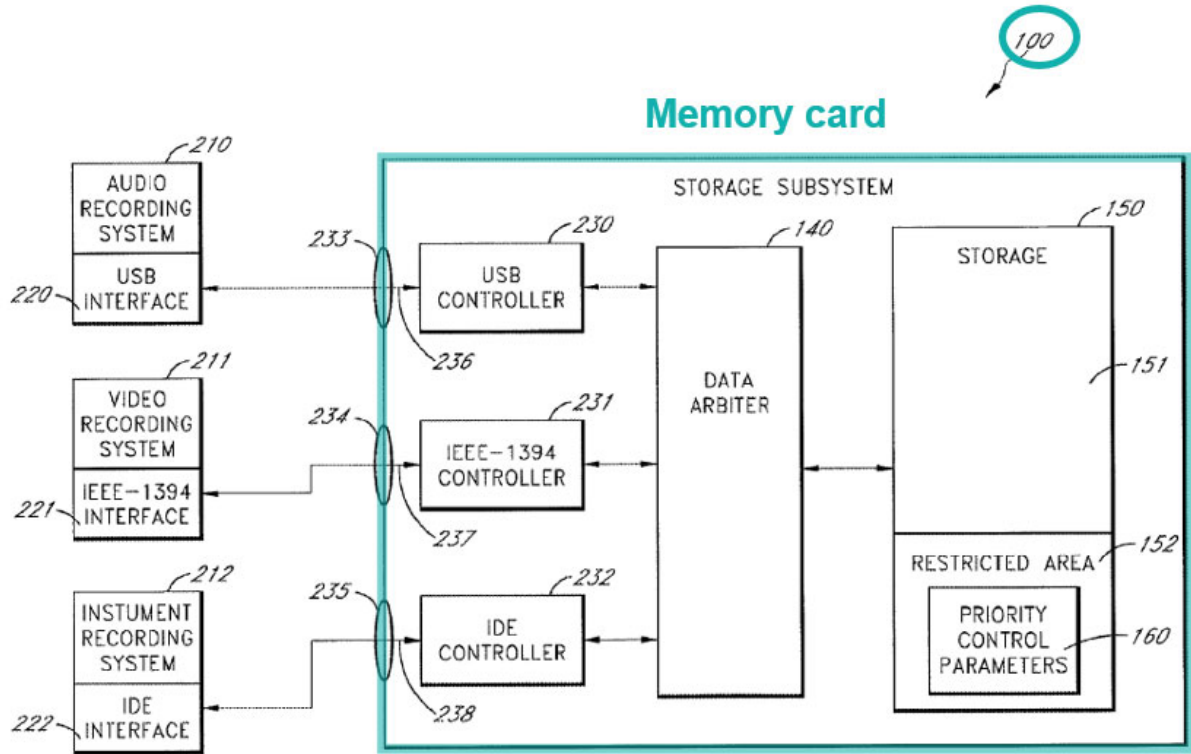 100
Memory card
210
AUDIO
RECORDING
SYSTEM
USB
INTERFACE
220
STORAGE SUBSYSTEM
233
230
USB
CONTROLLER
236
140
DATA
ARBITER
150
STORAGE
151
211
VIDEO
RECORDING
SYSTEM
IEEE-1394
INTERFACE
221
234
231
IEEE-1394
CONTROLLER
237
212
INSTUMENT
RECORDING
SYSTEM
IDE
INTERFACE
222
235
232
IDE
CONTROLLER
238
RESTRICTED AREA
152
PRIORITY
CONTROL
PARAMETERS
160